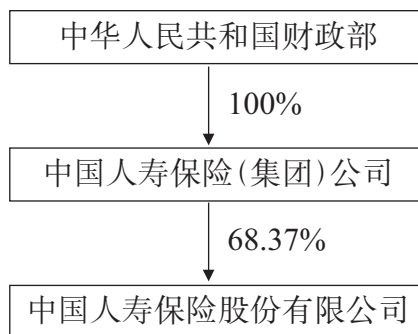 中华人民共和国财政部
100%
中国人寿保险(集团)公司
68.37%
中国人寿保险股份有限公司